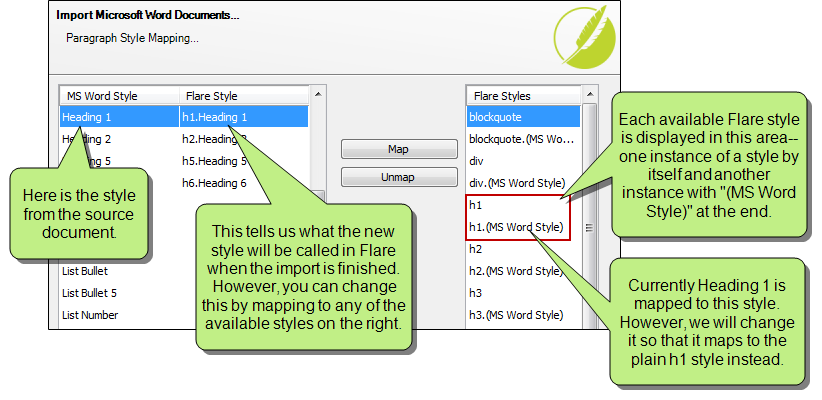 Import Microsoft Word Documents...
Paragraph Style Mapping...
MS Word Style
Flare Style
Heading 1
h1.Heading 1
Heading 2
h2.Heading 2
h5.Heading 5
h6.Heading 6
List Bullet
List Bullet 5
List Number
Map
Unmap
Flare Styles
blockquote
blockquote.(MS Wo...
div
div.(MS Word Style)
h1
h1.(MS Word Style)
h2
h2.(MS Word Style)
h3
h3.(MS Word Style)
Here is the style
from the source
document.
This tells us what the new
style will be called in Flare
when the import is finished.
However, you can change
this by mapping to any of the
available styles on the right.
Each available Flare style
is displayed in this area--
one instance of a style by
itself and another
instance with "(MS Word
Style)" at the end.
Currently Heading 1 is
mapped to this style.
However, we will change
it so that it maps to the
plain h1 style instead.